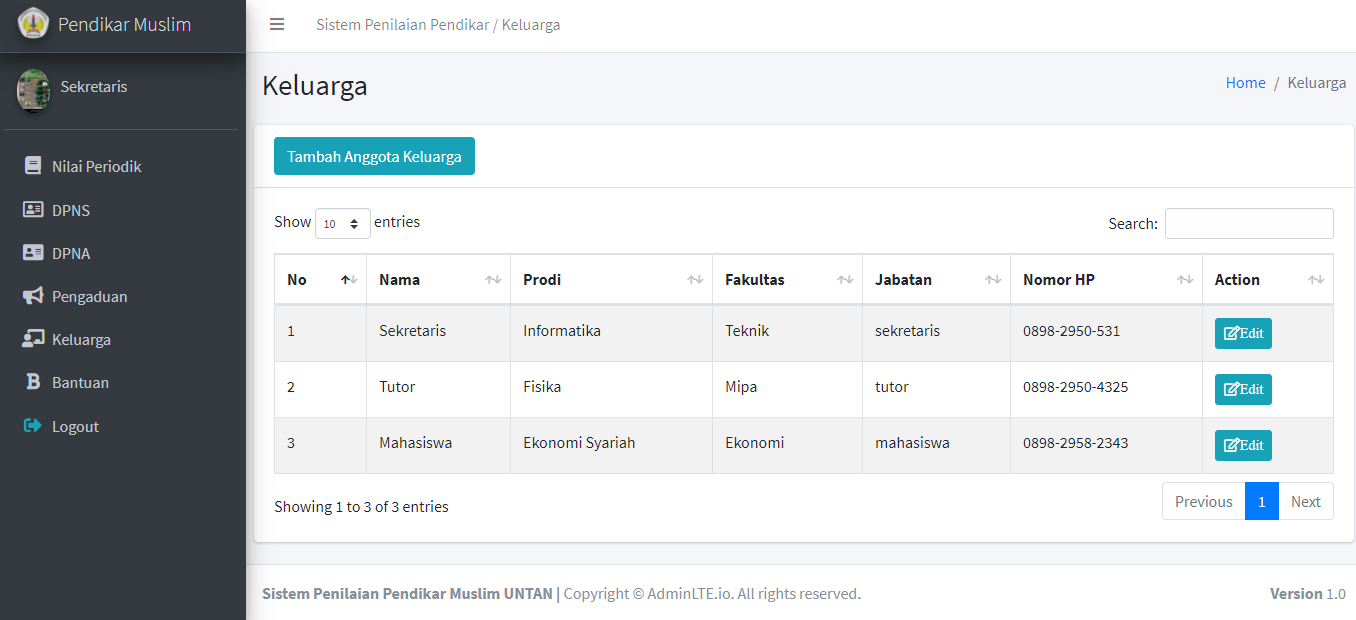 Pendikar Muslim
Sistem Penilaian Pendikar / Keluarga
Sekretaris
Nilai Periodik
DPNS
DPNA
Pengaduan
Keluarga
Bantuan
Logout
Keluarga
Home / Keluarga
Tambah Anggota Keluarga
Show 10 entries
Search:
No Nama Prodi Fakultas Jabatan Nomor HP Action
1 Sekretaris Informatika Teknik sekretaris 0898-2950-531 Edit
2 Tutor Fisika Mipa tutor 0898-2950-4325 Edit
3 Mahasiswa Ekonomi Syariah Ekonomi mahasiswa 0898-2958-2343 Edit
Showing 1 to 3 of 3 entries
Previous 1 Next
Sistem Penilaian Pendikar Muslim UNTAN | Copyright © AdminLTE.io. All rights reserved.
Version 1.0